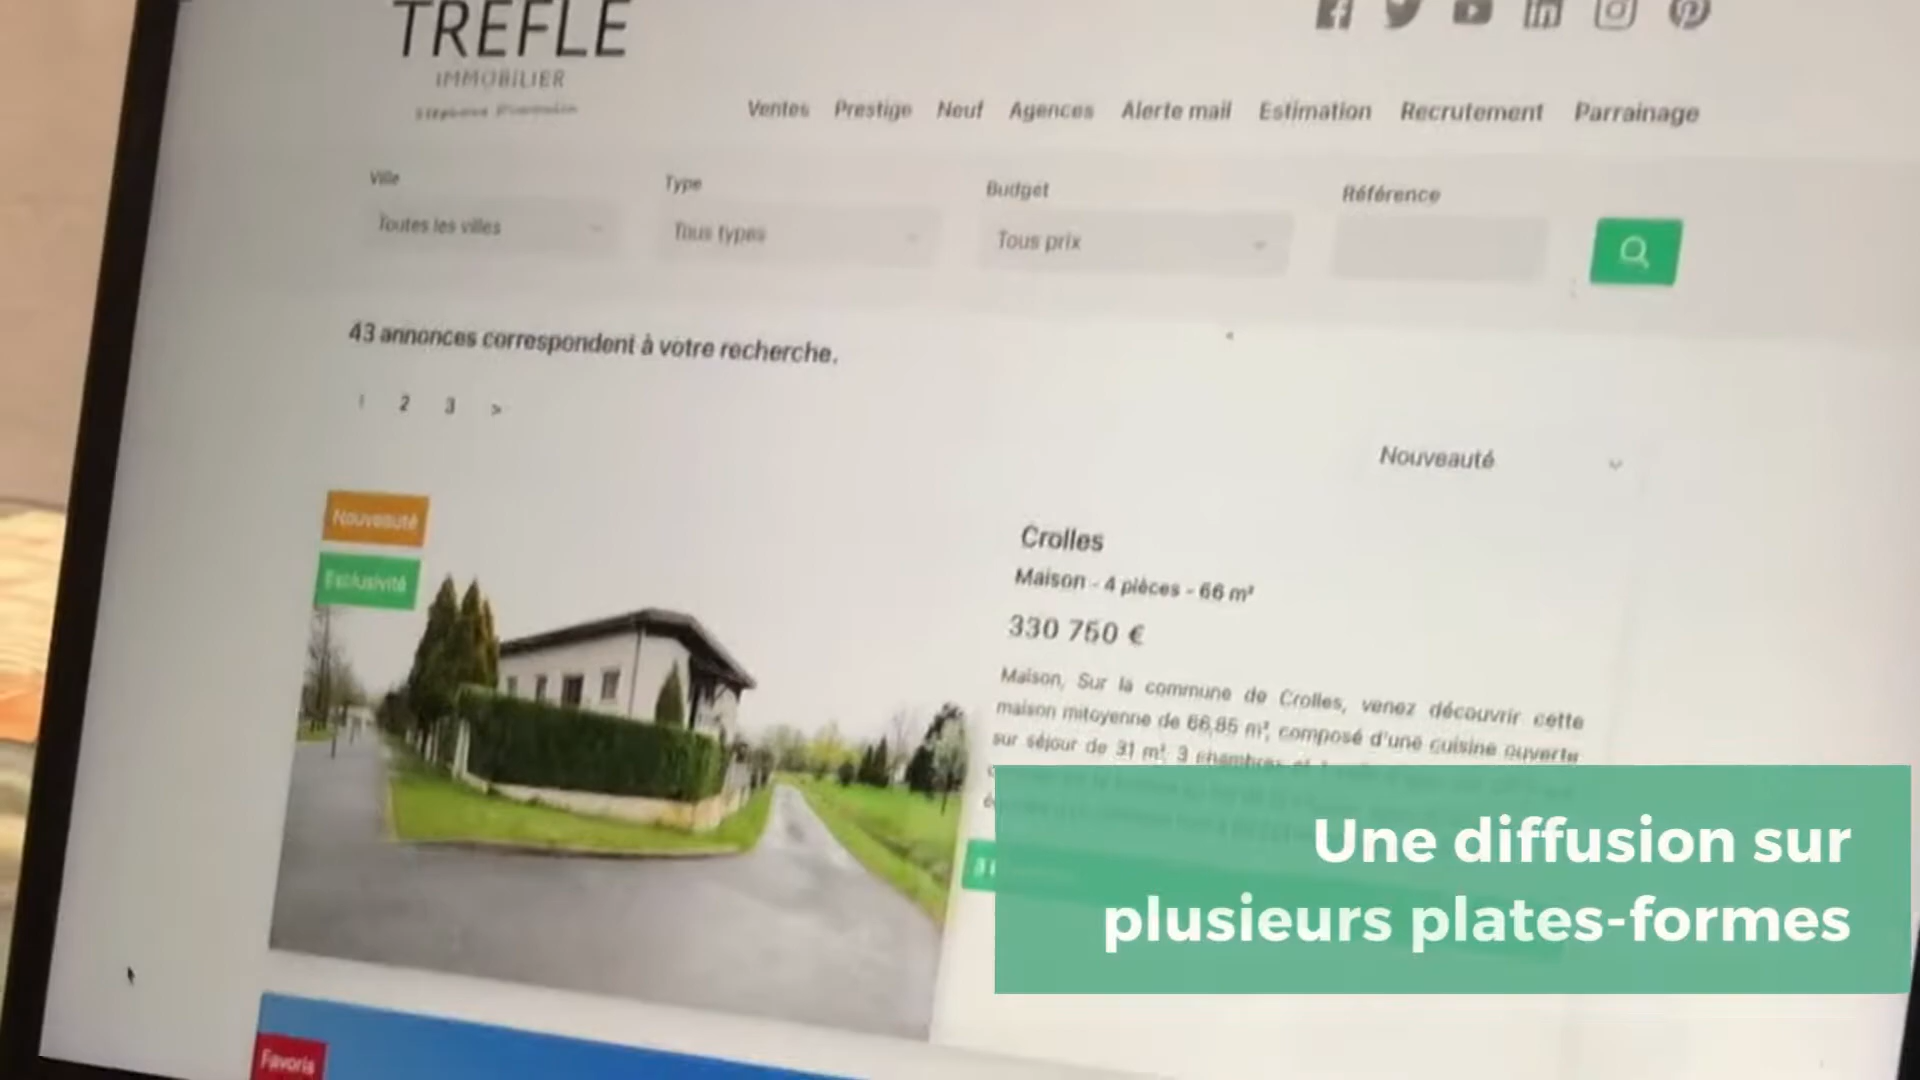 TREFLE
IMMOBILIER
Ventes Prestige Neuf Agences Alerte mail Estimation Recrutement Parrainage
Ville Type Budget Référence
Toutes les villes Tous types Tous prix
43 annonces correspondent à votre recherche.
1 2 3 >
Nouveauté
Nouveauté
Exclusivité
Crolles
Maison - 4 pièces - 66 m²
330 750 €
Maison, Sur la commune de Crolles, venez découvrir cette
maison mitoyenne de 66,85 m², composé d'une cuisine ouverte
sur séjour de 31 m², 3 chambres et
Une diffusion sur
plusieurs plates-formes
Favoris